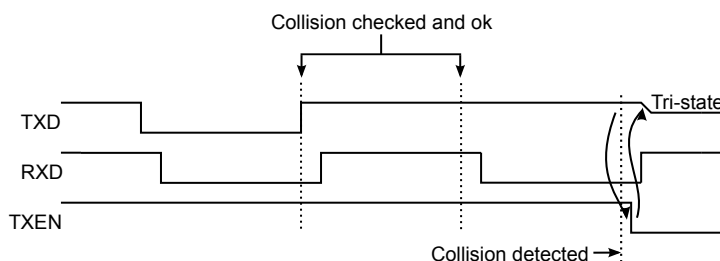 Collision checked and ok
Tri-state
TXD
RXD
TXEN
Collision detected